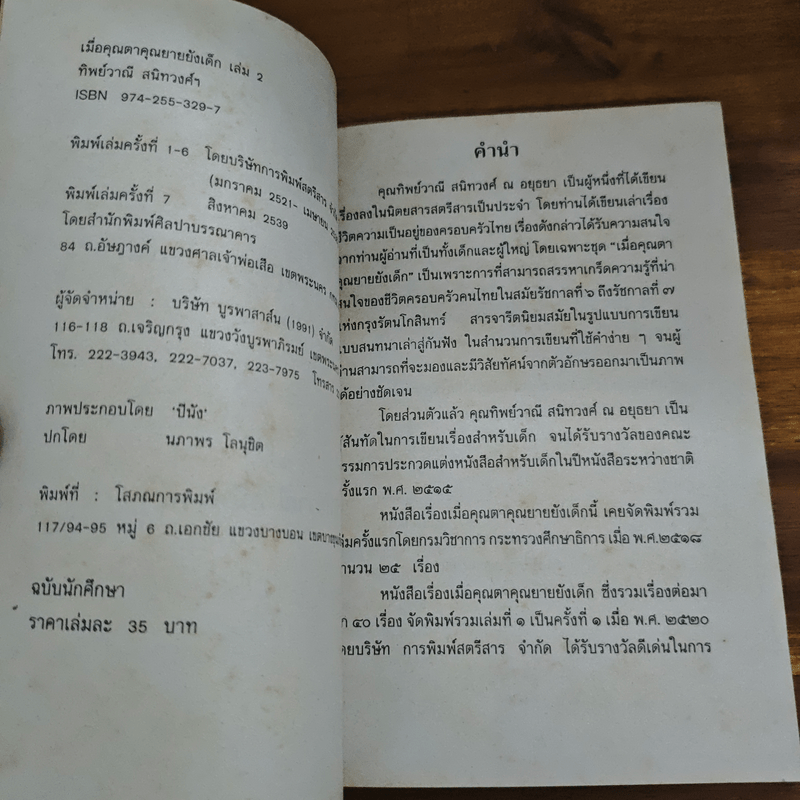 เมื่อคุณตาคุณยายยังเด็ก เล่ม 2
ทิพย์วาณี สนิทวงศ์ฯ
ISBN 974-255-329-7
พิมพ์เล่มครั้งที่ 1-6 โดยบริษัทการพิมพ์สตรีสาร
(มกราคม 2521- เมษายน
พิมพ์เล่มครั้งที่ 7 สิงหาคม 2539
โดยสำนักพิมพ์ศิลปาบรรณาคาร
84 ถ.อัษฎางค์ แขวงศาลเจ้าพ่อเสือ เขตพระนคร
ผู้จัดจำหน่าย : บริษัท บูรพาสาส์น (1991) จำกัด
116-118 ถ.เจริญกรุง แขวงวังบูรพาภิรมย์ เขตพระนคร
โทร. 222-3943, 222-7037, 223-7975 โทรสาร
ภาพประกอบโดย 'ปีนัง'
ปกโดย นภาพร โลนุชิต
พิมพ์ที่ : โสภณการพิมพ์
117/94-95 หมู่ 6 ถ.เอกชัย แขวงบางบอน
ฉบับนักศึกษา
ราคาเล่มละ 35 บาท
คำนำ
คุณทิพย์วาณี สนิทวงศ์ ณ อยุธยา เป็นผู้หนึ่งที่ได้เขียน
เรื่องลงในนิตยสารสตรีสารเป็นประจำ โดยท่านได้เขียนเล่าเรื่อง
ชีวิตความเป็นอยู่ของครอบครัวไทย เรื่องดังกล่าวได้รับความสนใจ
จากท่านผู้อ่านที่เป็นทั้งเด็กและผู้ใหญ่ โดยเฉพาะชุด "เมื่อคุณตา
คุณยายยังเด็ก" เป็นเพราะการที่สามารถสรรหาเกร็ดความรู้ที่น่า
สนใจของชีวิตครอบครัวคนไทยในสมัยรัชกาลที่ ๖ ถึงรัชกาลที่ ๗
แห่งกรุงรัตนโกสินทร์ สารจารีตนิยมสมัยในรูปแบบการเขียน
แบบสนทนาเล่าสู่กันฟัง ในสำนวนการเขียนที่ใช้คำง่าย ๆ จนผู้
อ่านสามารถที่จะมองและมีวิสัยทัศน์จากตัวอักษรออกมาเป็นภาพ
ได้อย่างชัดเจน
โดยส่วนตัวแล้ว คุณทิพย์วาณี สนิทวงศ์ ณ อยุธยา เป็น
ผู้สันทัดในการเขียนเรื่องสำหรับเด็ก จนได้รับรางวัลของคณะ
กรรมการประกวดแต่งหนังสือสำหรับเด็กในปีหนังสือระหว่างชาติ
ครั้งแรก พ.ศ. ๒๕๑๕
หนังสือเรื่องเมื่อคุณตาคุณยายยังเด็กนี้ เคยจัดพิมพ์รวม
เล่มครั้งแรกโดยกรมวิชาการ กระทรวงศึกษาธิการ เมื่อ พ.ศ.๒๕๑๘
จำนวน ๒๕ เรื่อง
หนังสือเรื่องเมื่อคุณตาคุณยายยังเด็ก ซึ่งรวมเรื่องต่อมา
อีก ๔๐ เรื่อง จัดพิมพ์รวมเล่มที่ ๑ เป็นครั้งที่ ๑ เมื่อ พ.ศ. ๒๕๒๐
โดยบริษัท การพิมพ์สตรีสาร จำกัด ได้รับรางวัลดีเด่นในการ